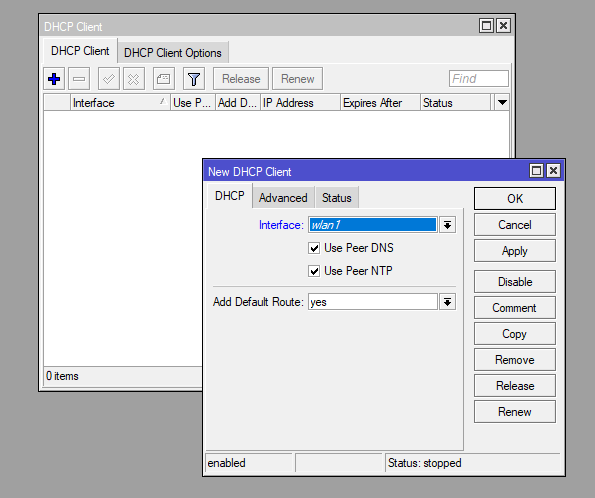 DHCP Client
DHCP Client DHCP Client Options
Release Renew Find
Interface Use P... Add D... IP Address Expires After Status
0 items
New DHCP Client
DHCP Advanced Status
Interface: wlan1
Use Peer DNS
Use Peer NTP
Add Default Route: yes
OK
Cancel
Apply
Disable
Comment
Copy
Remove
Release
Renew
enabled Status: stopped